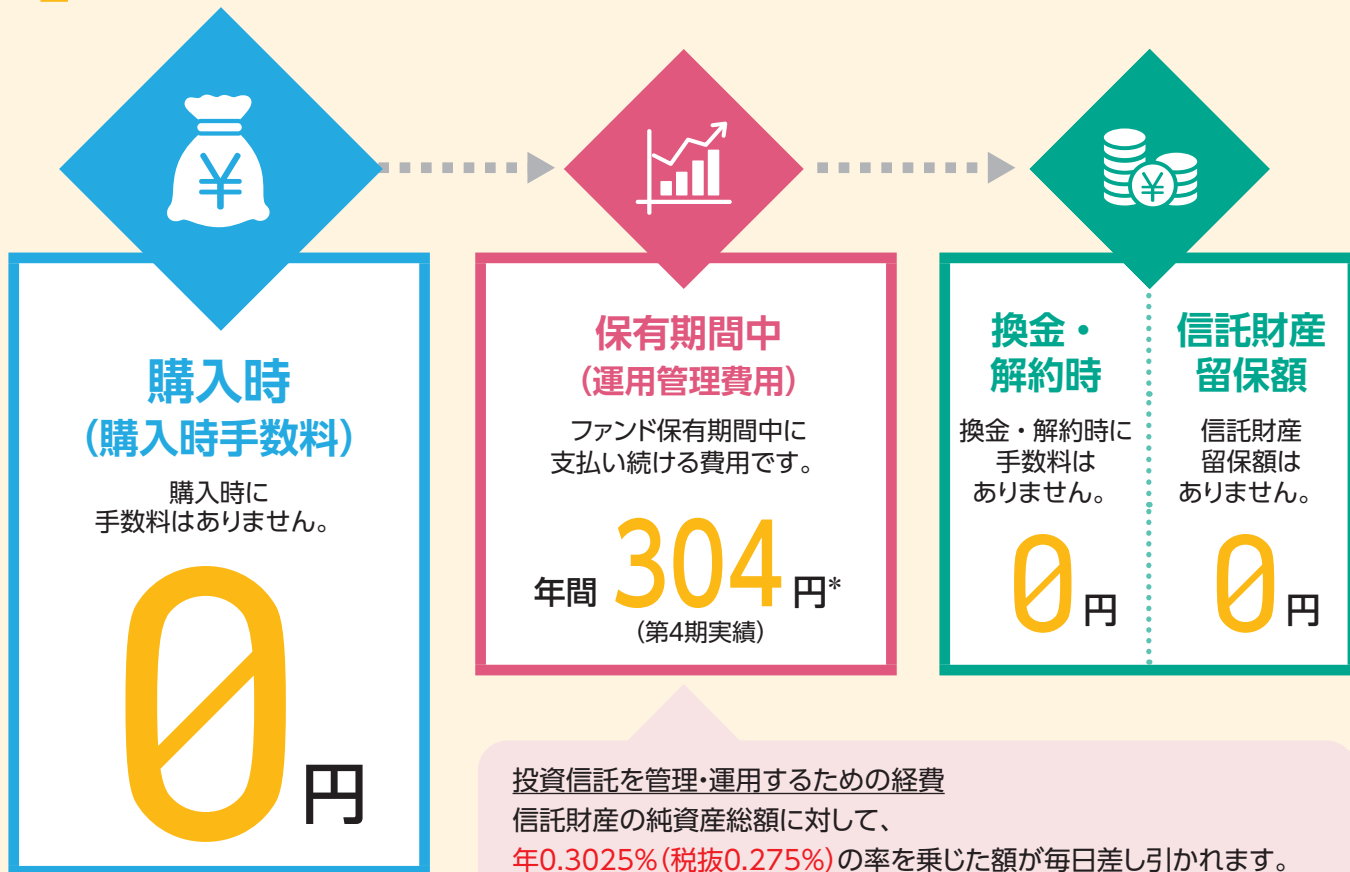 購入時
(購入時手数料)
購入時に
手数料はありません。
0円
保有期間中
(運用管理費用)
ファンド保有期間中に
支払い続ける費用です。
年間 304 円*
(第4期実績)
換金・
解約時
換金・解約時に
手数料は
ありません。
0円
信託財産
留保額
信託財産
留保額は
ありません。
0円
投資信託を管理・運用するための経費
信託財産の純資産総額に対して、
年0.3025%(税抜0.275%)の率を乗じた額が毎日差し引かれます。